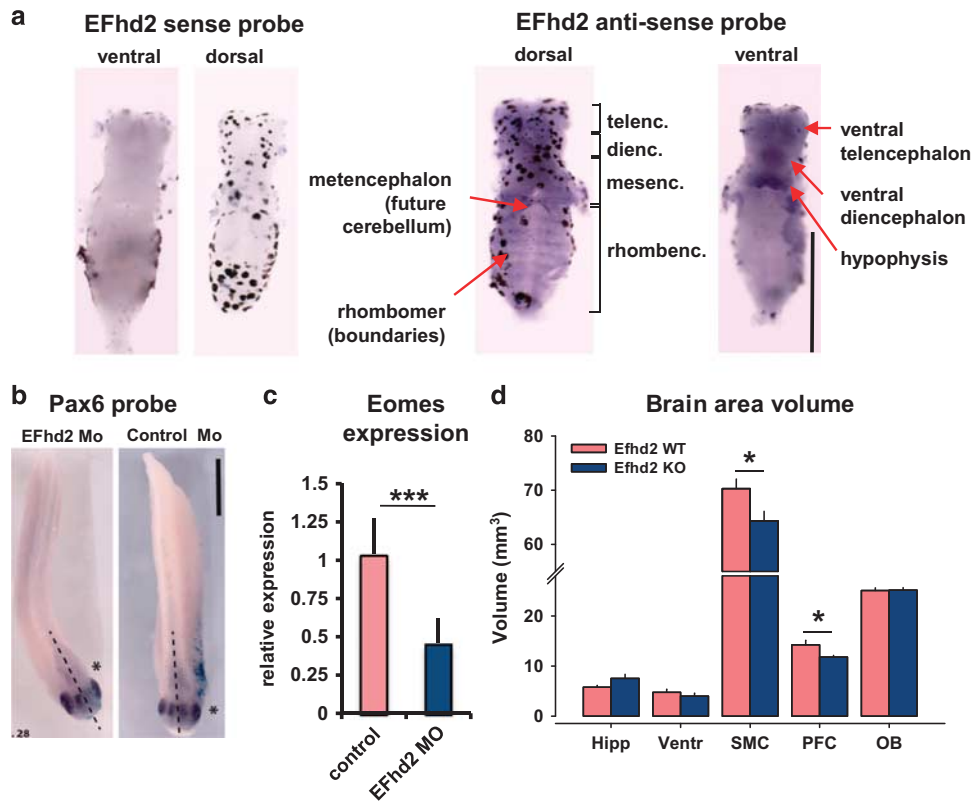 a
EFhd2 sense probe
ventral
dorsal
EFhd2 anti-sense probe
dorsal
ventral
telenc.
dienc.
mesenc.
rhombenc.
metencephalon
(future
cerebellum)
rhombomer
(boundaries)
ventral
telencephalon
ventral
diencephalon
hypophysis
b
Pax6 probe
EFhd2 Mo
Control Mo
*
*
.28
c
Eomes
expression
relative expression
1.5
1.25
1
0.75
0.5
0.25
0
***
control
EFhd2 MO
d
Brain area volume
Efhd2 WT
Efhd2 KO
Volume (mm³)
80
70
60
20
10
0
*
*
Hipp
Ventr
SMC
PFC
OB